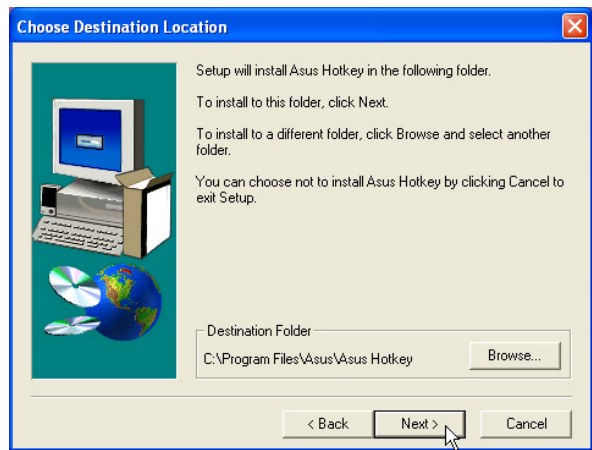 Choose Destination Location
Setup will install Asus Hotkey in the following folder.
To install to this folder, click Next.
To install to a different folder, click Browse and select another
folder.
You can choose not to install Asus Hotkey by clicking Cancel to
exit Setup.
Destination Folder
C:\Program Files\Asus\Asus Hotkey
Browse...
< Back
Next >
Cancel